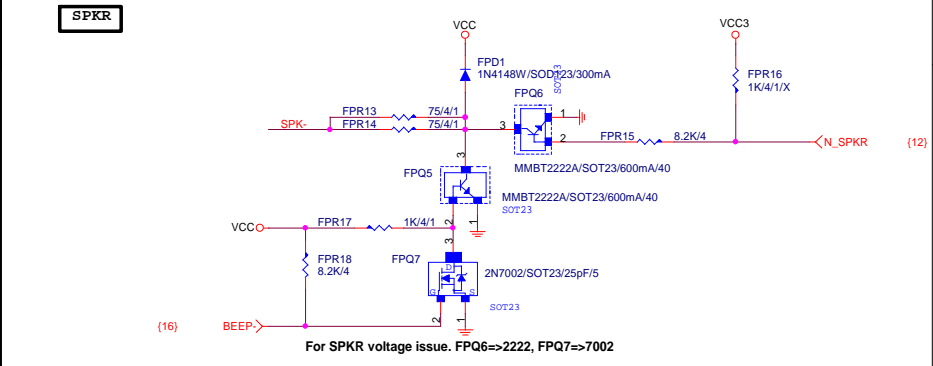 SPKR
VCC
VCC3
FPD1
1N4148W/SOD123/300mA
SOT23
FPR16
1K/4/1/X
FPQ6
FPR13 75/4/1
SPK-
FPR14 75/4/1
3
1
2
FPR15 8.2K/4
N_SPKR {12}
3
MMBT2222A/SOT23/600mA/40
FPQ5
MMBT2222A/SOT23/600mA/40
SOT23
2
1
VCC
FPR17 1K/4/1
3
FPR18
8.2K/4
FPQ7
D
2N7002/SOT23/25pF/5
G
S
SOT23
2
1
{16} BEEP-
For SPKR voltage issue. FPQ6=>2222, FPQ7=>7002